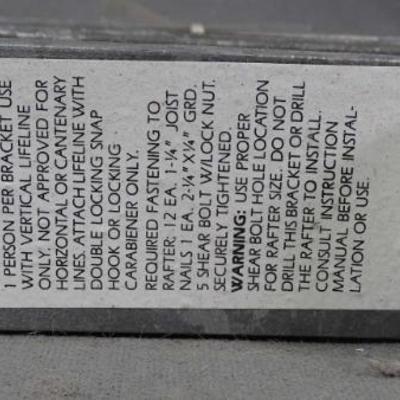 1 PERSON PER BRACKET USE
WITH VERTICAL LIFELINE
ONLY. NOT APPROVED FOR
HORIZONTAL OR CANTENARY
LINES. ATTACH LIFELINE WITH
DOUBLE LOCKING SNAP
HOOK OR LOCKING
CARABIENER ONLY.
REQUIRED FASTENING TO
RAFTER; 12 EA. 1-¼" JOIST
NAILS 1 EA. 2-¼"X¼" GRD.
5 SHEAR BOLT W/LOCK NUT.
SECURELY TIGHTENED.
WARNING: USE PROPER
SHEAR BOLT HOLE LOCATION
FOR RAFTER SIZE. DO NOT
DRILL THIS BRACKET OR DRILL
THE RAFTER TO INSTALL.
CONSULT INSTRUCTION
MANUAL BEFORE INSTAL-
LATION OR USE.